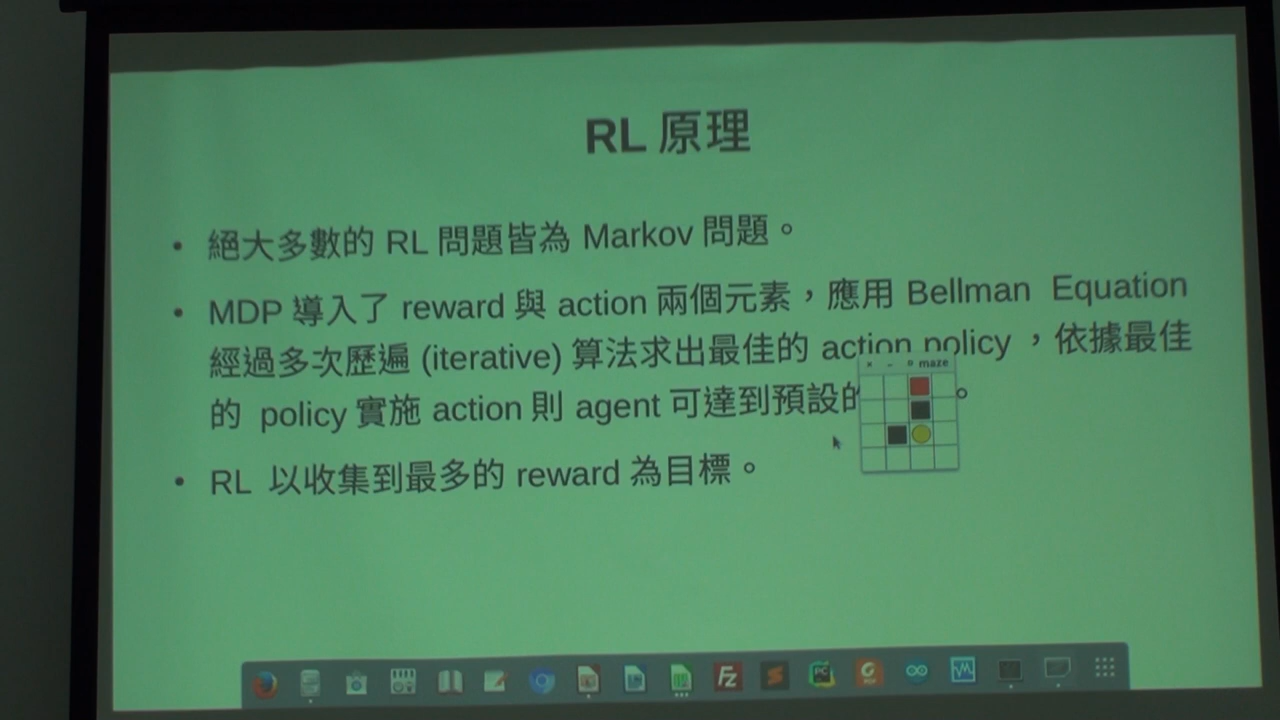 RL 原理
• 絕大多數的 RL 問題皆為 Markov 問題。
• MDP 導入了 reward 與 action 兩個元素，應用 Bellman Equation
經過多次歷遍 (iterative) 算法求出最佳的 action policy ，依據最佳
的 policy 實施 action 則 agent 可達到預設的 。
maze
• RL 以收集到最多的 reward 為目標。
Fz
PC